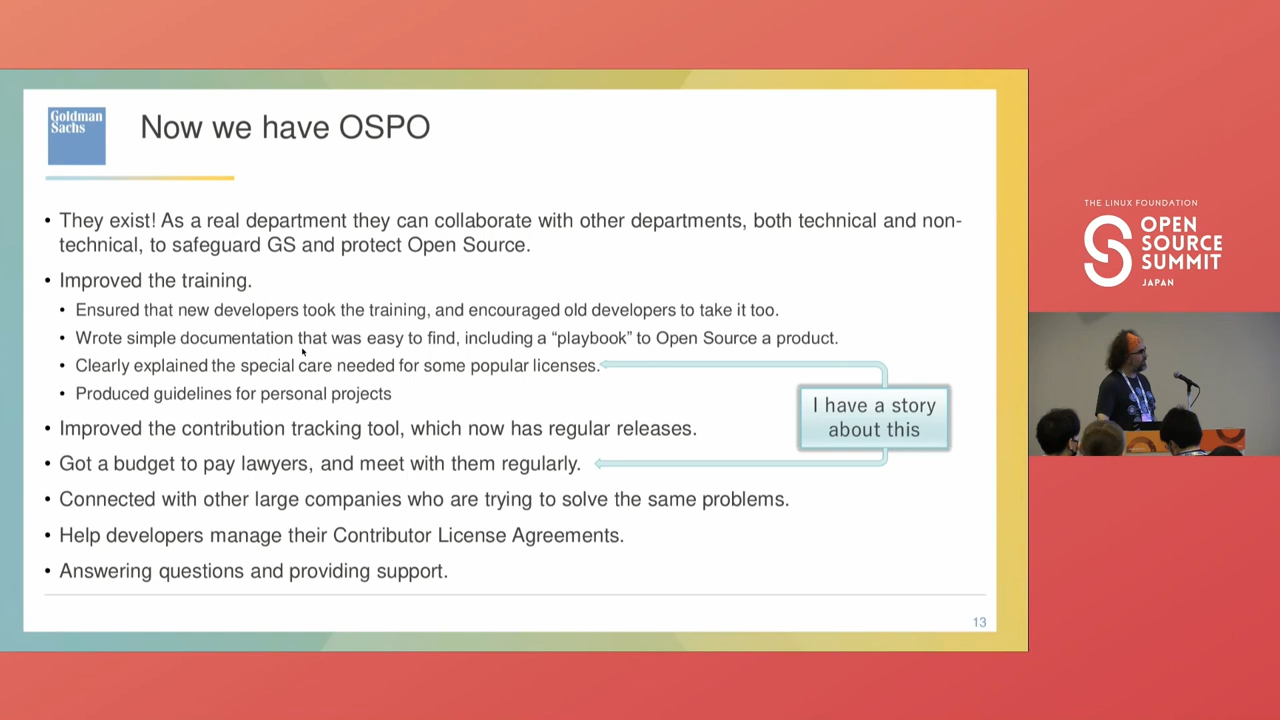 Goldman
Sachs
Now we have OSPO
• They exist! As a real department they can collaborate with other departments, both technical and non-
technical, to safeguard GS and protect Open Source.
• Improved the training.
• Ensured that new developers took the training, and encouraged old developers to take it too.
• Wrote simple documentation that was easy to find, including a “playbook” to Open Source a product.
• Clearly explained the special care needed for some popular licenses.
• Produced guidelines for personal projects
I have a story
about this
• Improved the contribution tracking tool, which now has regular releases.
• Got a budget to pay lawyers, and meet with them regularly.
• Connected with other large companies who are trying to solve the same problems.
• Help developers manage their Contributor License Agreements.
• Answering questions and providing support.
13
THE LINUX FOUNDATION
OPEN
SOURCE
SUMMIT
JAPAN